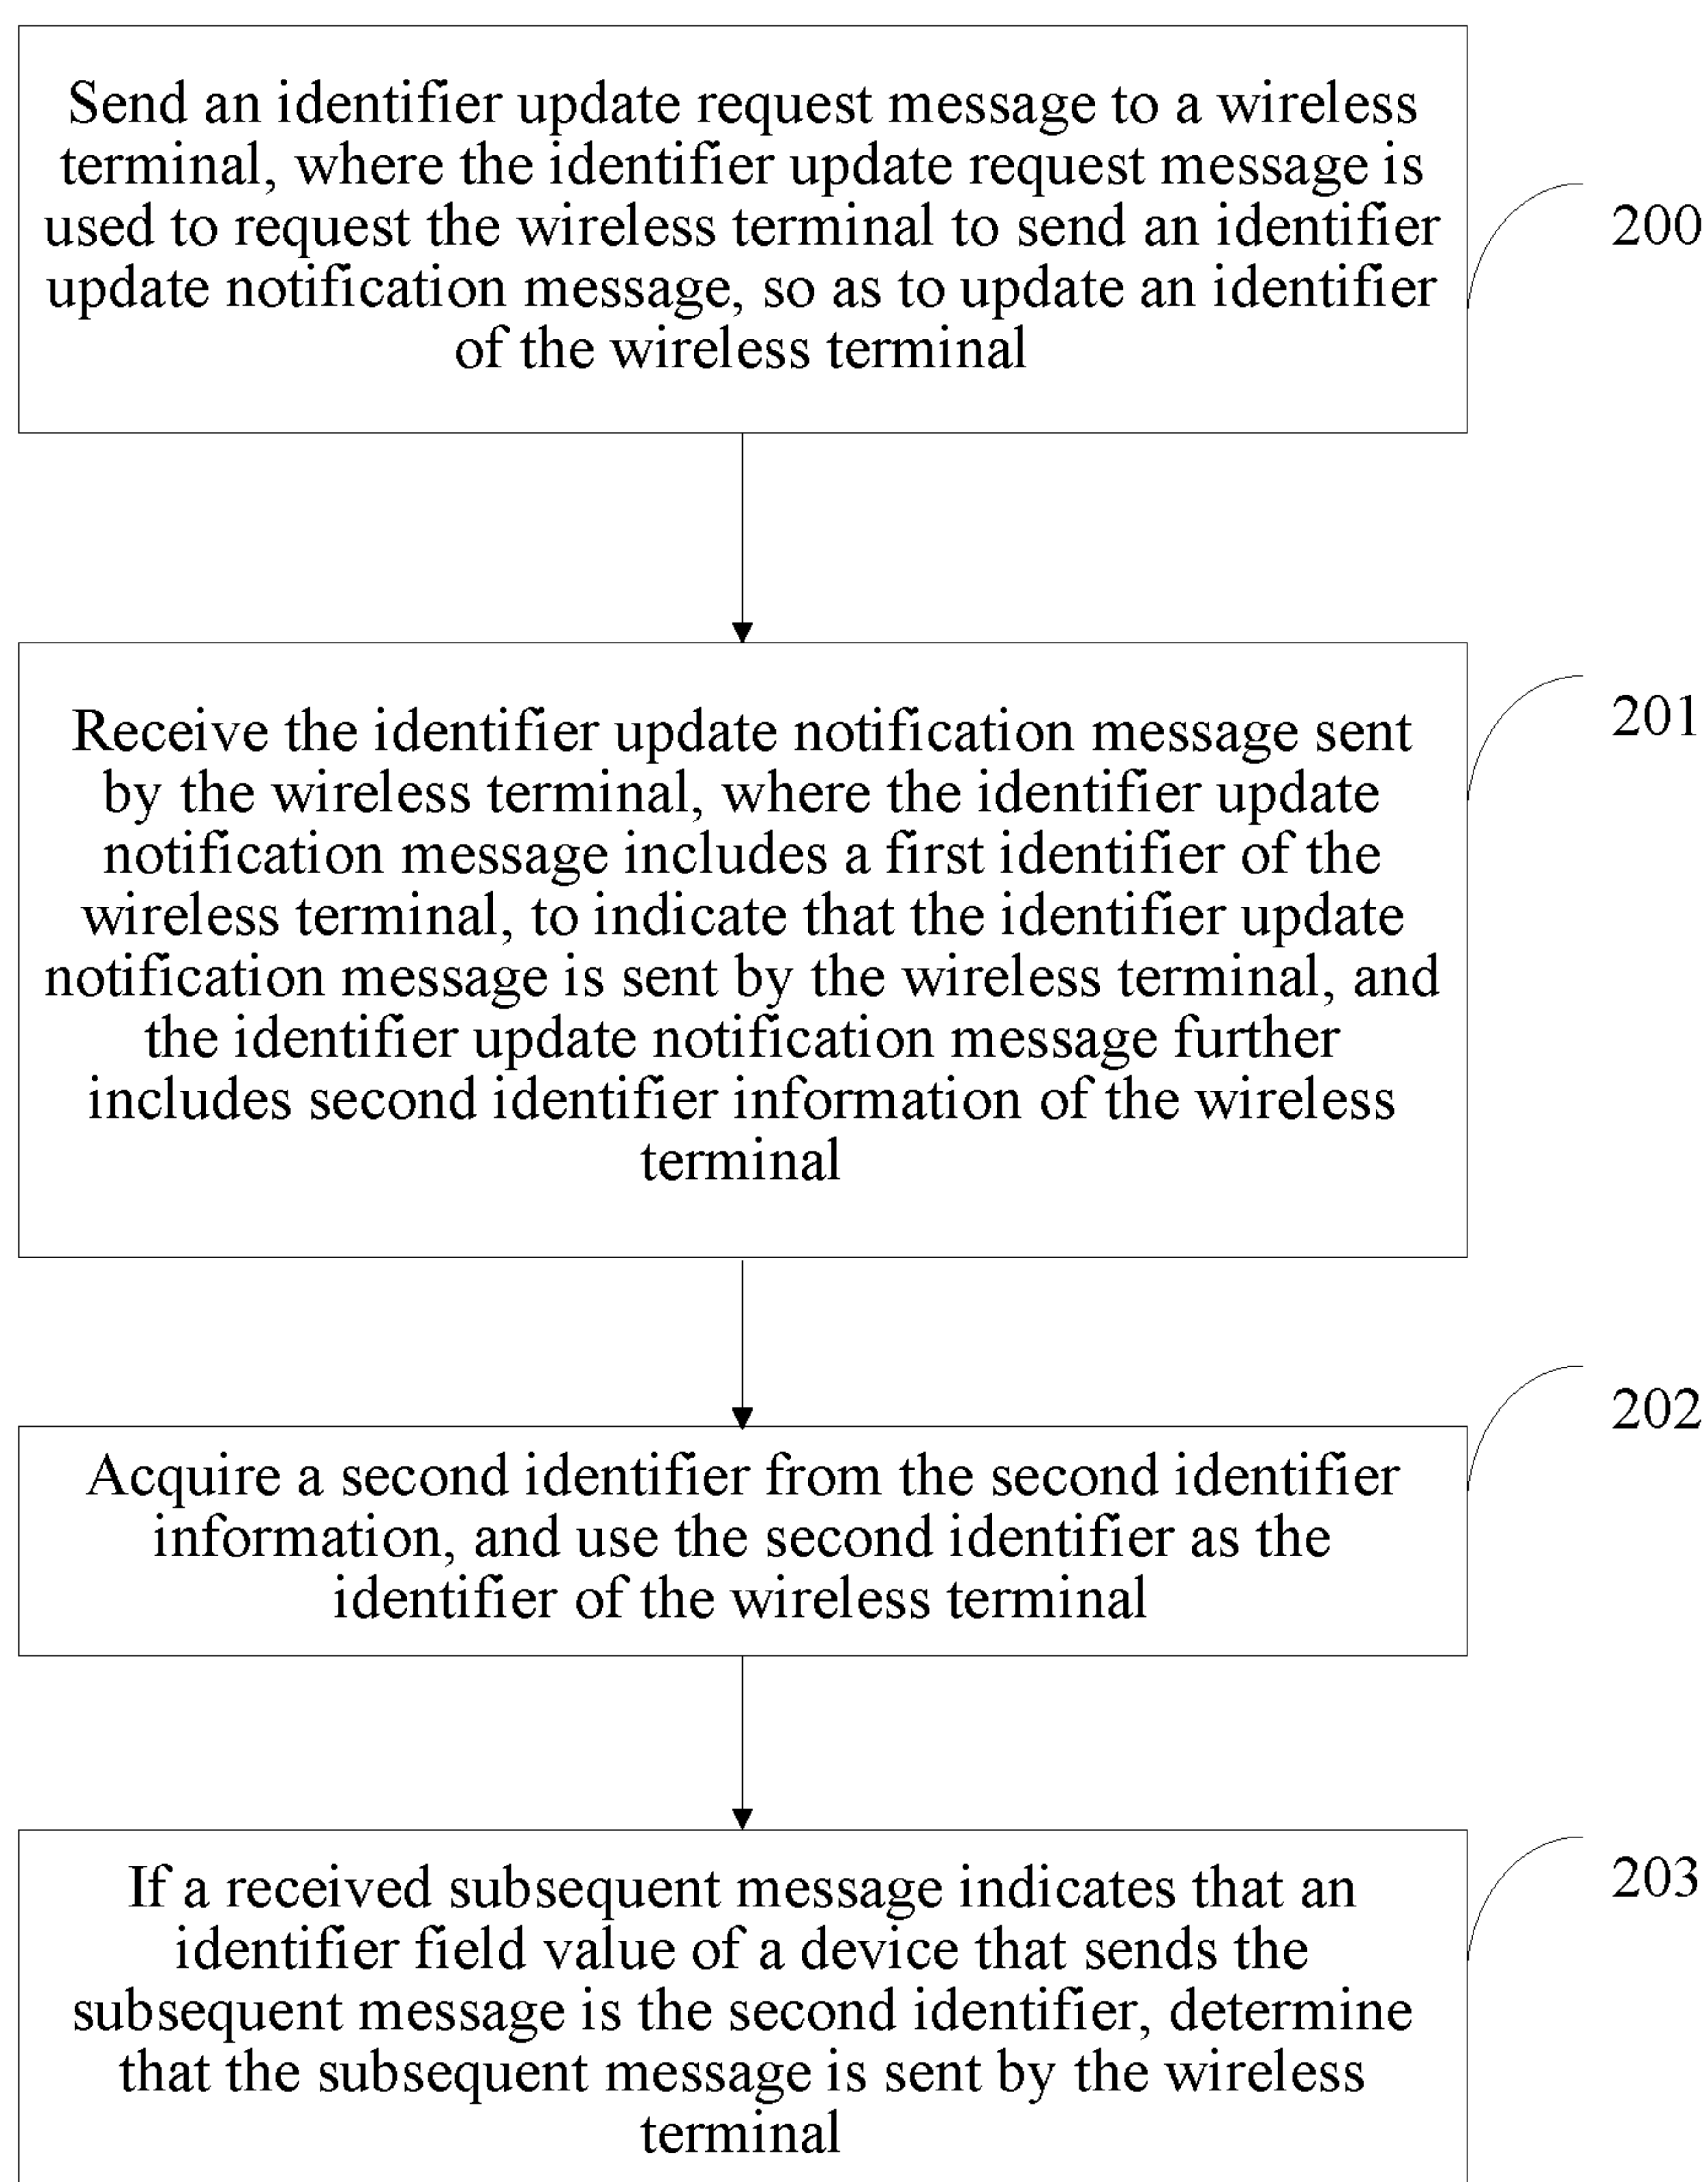 Send an identifier update request message to a wireless
terminal, where the identifier update request message is
used to request the wireless terminal to send an identifier
update notification message, so as to update an identifier
of the wireless terminal
200
Receive the identifier update notification message sent
by the wireless terminal, where the identifier update
notification message includes a first identifier of the
wireless terminal, to indicate that the identifier update
notification message is sent by the wireless terminal, and
the identifier update notification message further
includes second identifier information of the wireless
terminal
201
Acquire a second identifier from the second identifier
information, and use the second identifier as the
identifier of the wireless terminal
202
If a received subsequent message indicates that an
identifier field value of a device that sends the
subsequent message is the second identifier, determine
that the subsequent message is sent by the wireless
terminal
203